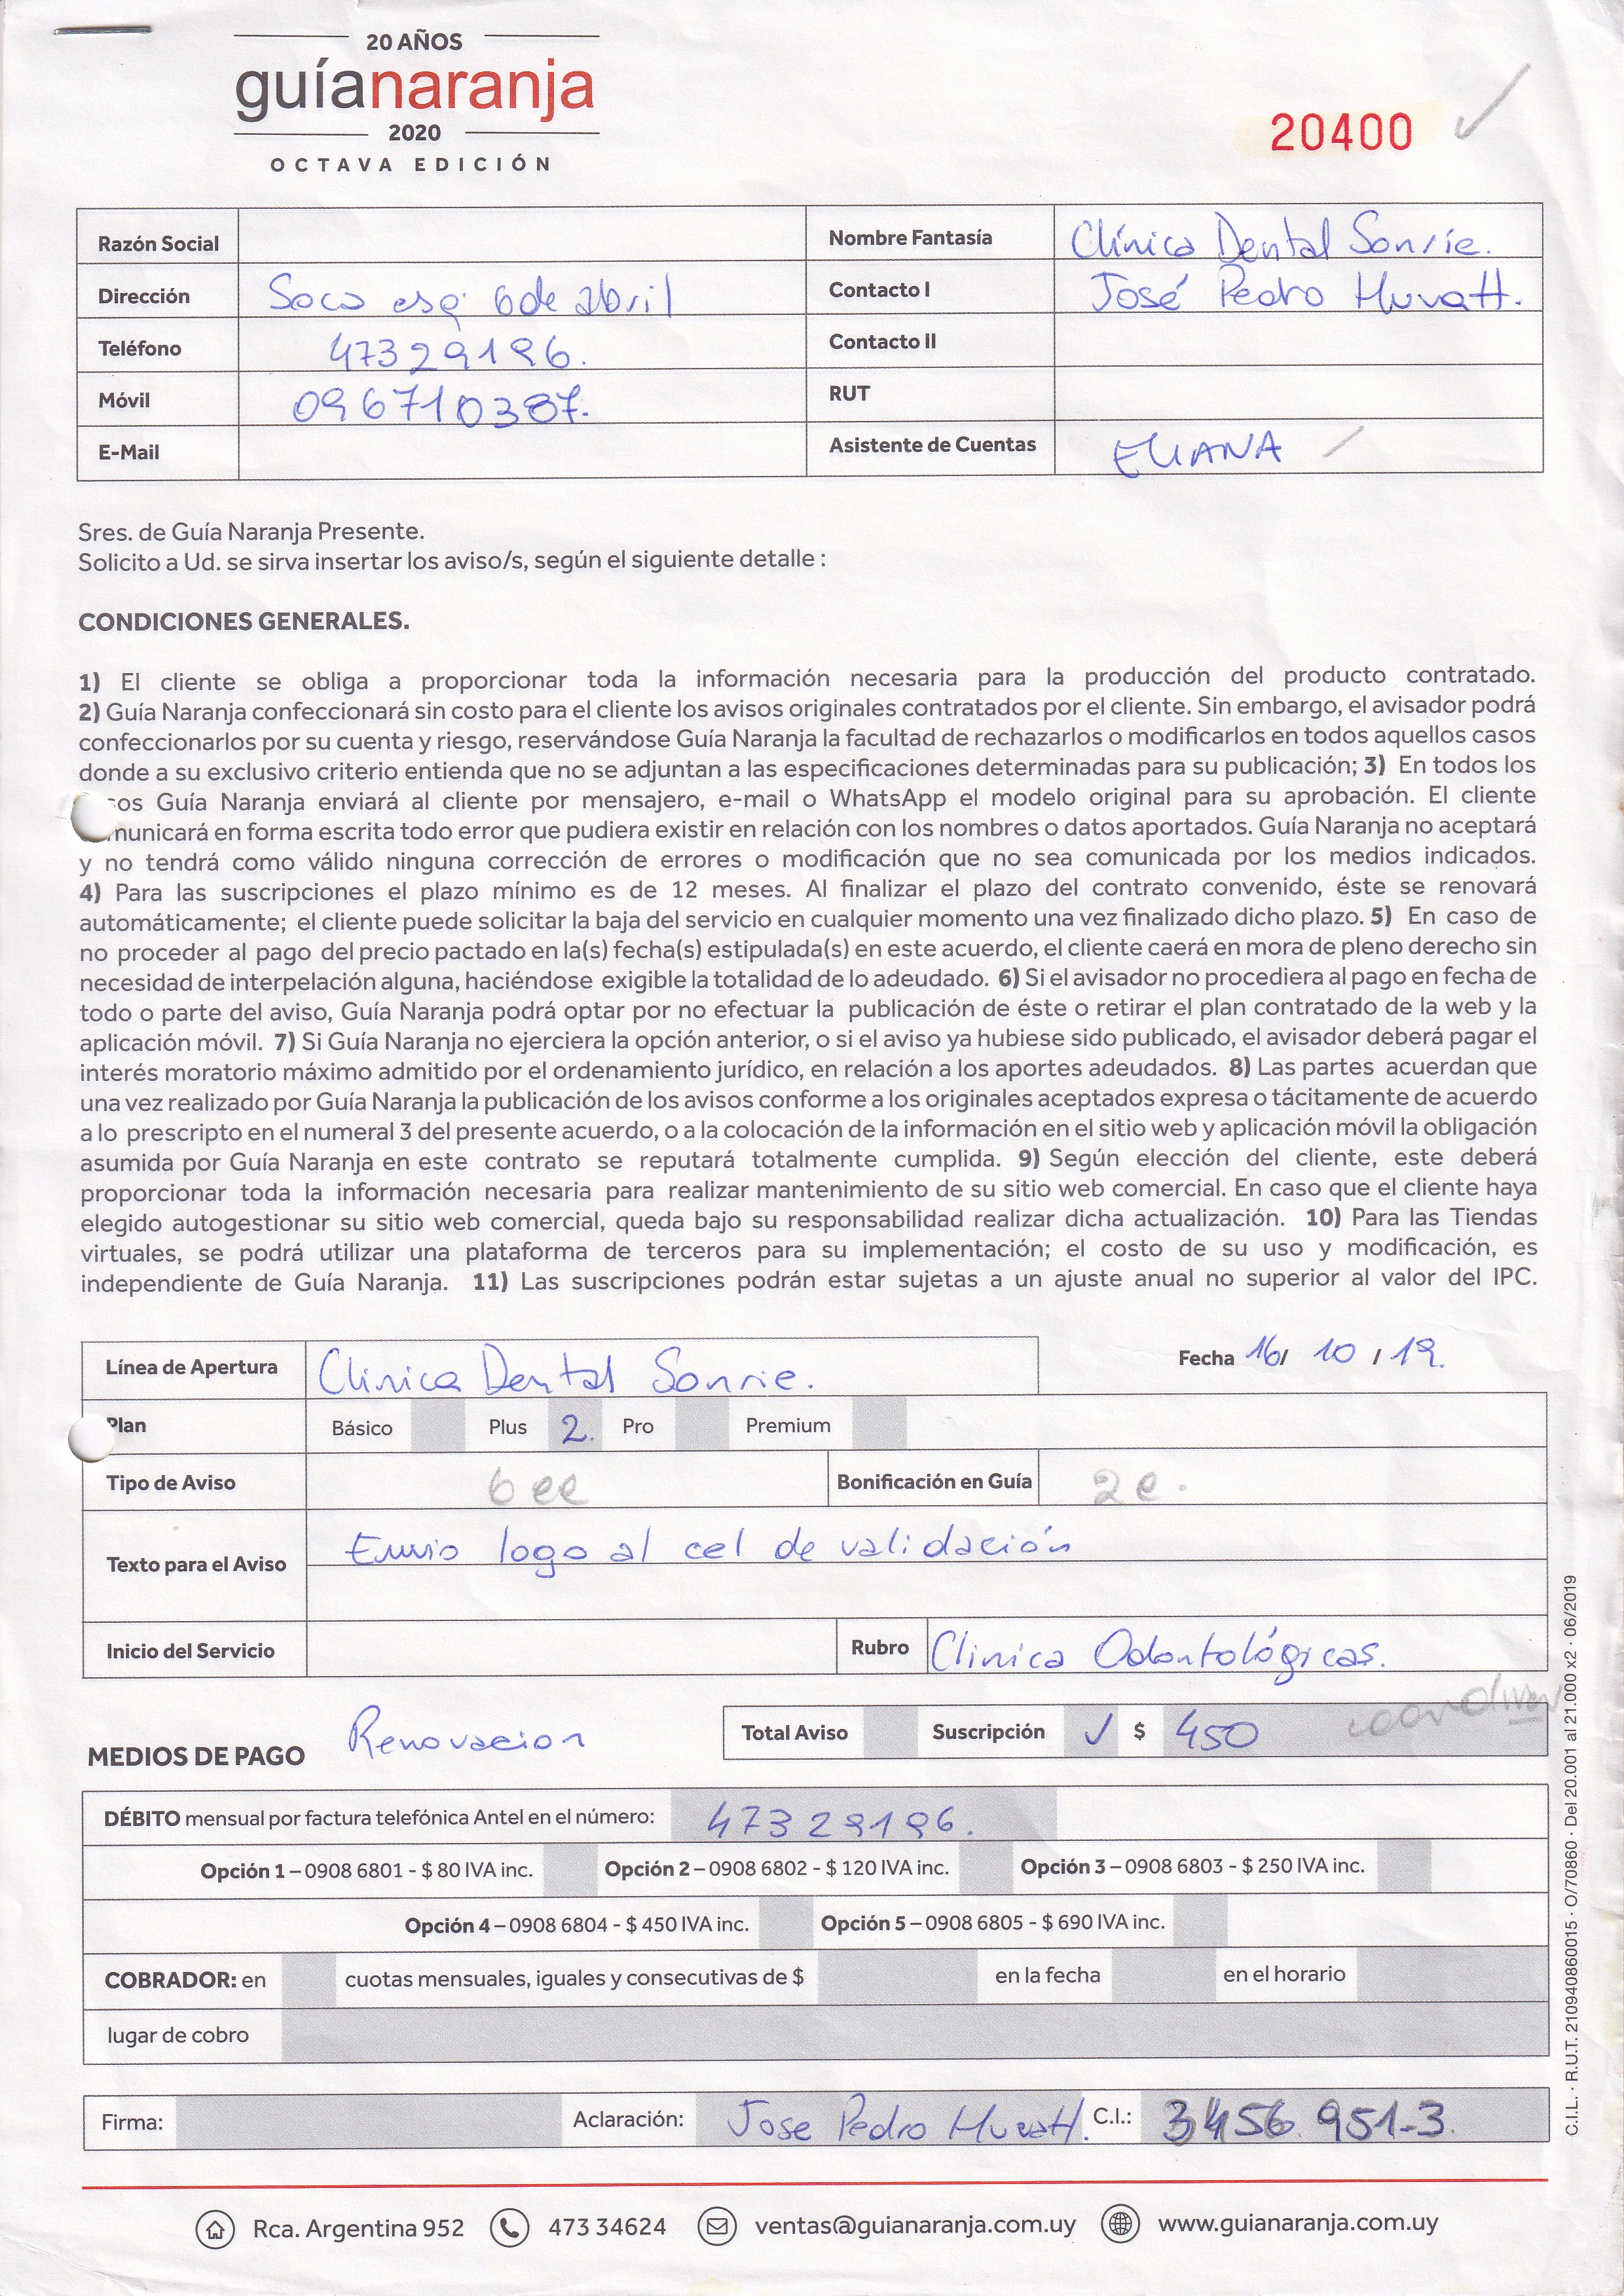 20 AÑOS
guíanaranja
2020
OCTAVA EDICIÓN
20400
Razón Social
Nombre Fantasía Clínica Dental Sonríe.
Dirección Soca esq. 6 de abril
Contacto I José Pedro
Teléfono 47329196.
Contacto II
Móvil 096710387.
RUT
E-Mail
Asistente de Cuentas ELIANA
Sres. de Guía Naranja Presente.
Solicito a Ud. se sirva insertar los aviso/s, según el siguiente detalle :
CONDICIONES GENERALES.
1) El cliente se obliga a proporcionar toda la información necesaria para la producción del producto contratado.
2) Guía Naranja confeccionará sin costo para el cliente los avisos originales contratados por el cliente. Sin embargo, el avisador podrá
confeccionarlos por su cuenta y riesgo, reservándose Guía Naranja la facultad de rechazarlos o modificarlos en todos aquellos casos
donde a su exclusivo criterio entienda que no se adjuntan a las especificaciones determinadas para su publicación; 3) En todos los
sos Guía Naranja enviará al cliente por mensajero, e-mail o WhatsApp el modelo original para su aprobación. El cliente
municará en forma escrita todo error que pudiera existir en relación con los nombres o datos aportados. Guía Naranja no aceptará
y no tendrá como válido ninguna corrección de errores o modificación que no sea comunicada por los medios indicados.
4) Para las suscripciones el plazo mínimo es de 12 meses. Al finalizar el plazo del contrato convenido, éste se renovará
automáticamente; el cliente puede solicitar la baja del servicio en cualquier momento una vez finalizado dicho plazo. 5) En caso de
no proceder al pago del precio pactado en la(s) fecha(s) estipulada(s) en este acuerdo, el cliente caerá en mora de pleno derecho sin
necesidad de interpelación alguna, haciéndose exigible la totalidad de lo adeudado. 6) Si el avisador no procediera al pago en fecha de
todo o parte del aviso, Guía Naranja podrá optar por no efectuar la publicación de éste o retirar el plan contratado de la web y la
aplicación móvil. 7) Si Guía Naranja no ejerciera la opción anterior, o si el aviso ya hubiese sido publicado, el avisador deberá pagar el
interés moratorio máximo admitido por el ordenamiento jurídico, en relación a los aportes adeudados. 8) Las partes acuerdan que
una vez realizado por Guía Naranja la publicación de los avisos conforme a los originales aceptados expresa o tácitamente de acuerdo
a lo prescripto en el numeral 3 del presente acuerdo, o a la colocación de la información en el sitio web y aplicación móvil la obligación
asumida por Guía Naranja en este contrato se reputará totalmente cumplida. 9) Según elección del cliente, este deberá
proporcionar toda la información necesaria para realizar mantenimiento de su sitio web comercial. En caso que el cliente haya
elegido autogestionar su sitio web comercial, queda bajo su responsabilidad realizar dicha actualización. 10) Para las Tiendas
virtuales, se podrá utilizar una plataforma de terceros para su implementación; el costo de su uso y modificación, es
independiente de Guía Naranja. 11) Las suscripciones podrán estar sujetas a un ajuste anual no superior al valor del IPC.
Línea de Apertura Clinica Dental Sonrie.
Fecha 16/ 10 / 19.
Plan Básico Plus 2. Pro Premium
Tipo de Aviso 6 ee Bonificación en Guía 2e.
Texto para el Aviso Envio logo al cel de validación
Inicio del Servicio Rubro Clinica Odontológicas.
Renovacion
Total Aviso Suscripción ✓ $ 450
MEDIOS DE PAGO
DÉBITO mensual por factura telefónica Antel en el número: 47329196.
Opción 1 – 0908 6801 - $ 80 IVA inc. Opción 2 – 0908 6802 - $ 120 IVA inc. Opción 3 – 0908 6803 - $ 250 IVA inc.
Opción 4 – 0908 6804 - $ 450 IVA inc. Opción 5 – 0908 6805 - $ 690 IVA inc.
COBRADOR: en cuotas mensuales, iguales y consecutivas de $ en la fecha en el horario
lugar de cobro
Firma: Aclaración: Jose Pedro C.I.: 3456951-3.
C.I.L. · R.U.T. 210940860015 · O/70860 · Del 20.001 al 21.000 x2 · 06/2019
Rca. Argentina 952 473 34624 ventas@guianaranja.com.uy www.guianaranja.com.uy